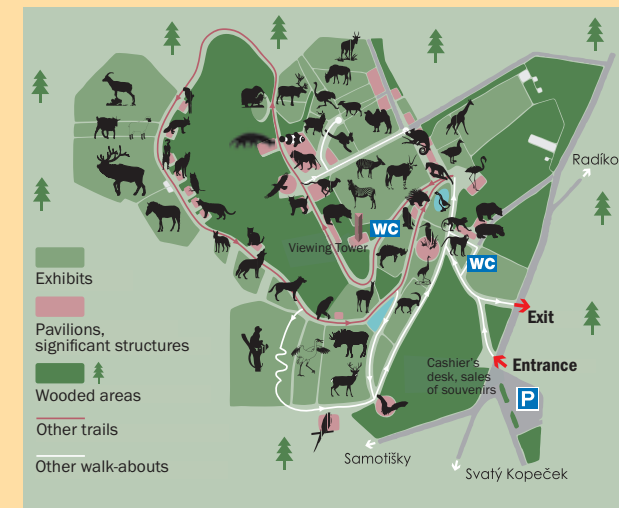 Radíko
WC
Viewing Tower
WC
Exhibits
Exit
Pavilions,
significant structures
Cashier's
desk, sales
of souvenirs
Entrance
Wooded areas
P
Other trails
Other walk-abouts
Samotišky
Svatý Kopeček